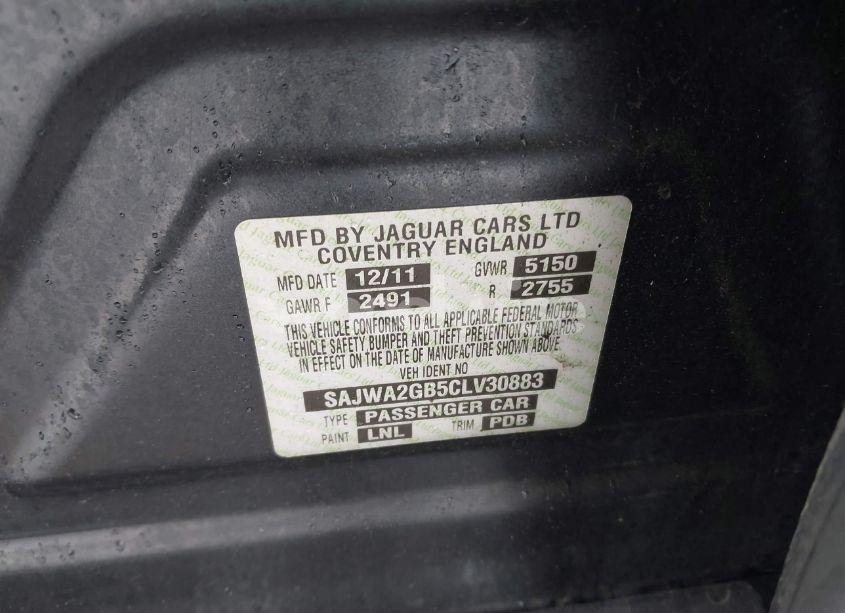 MFD BY JAGUAR CARS LTD
COVENTRY ENGLAND
MFD DATE 12/11 GVWR 5150
GAWR F 2491 R 2755
THIS VEHICLE CONFORMS TO ALL APPLICABLE FEDERAL MOTOR
VEHICLE SAFETY BUMPER AND THEFT PREVENTION STANDARDS
IN EFFECT ON THE DATE OF MANUFACTURE SHOWN ABOVE
VEH IDENT NO
SAJWA2GB5CLV30883
TYPE PASSENGER CAR
PAINT LNL TRIM PDB